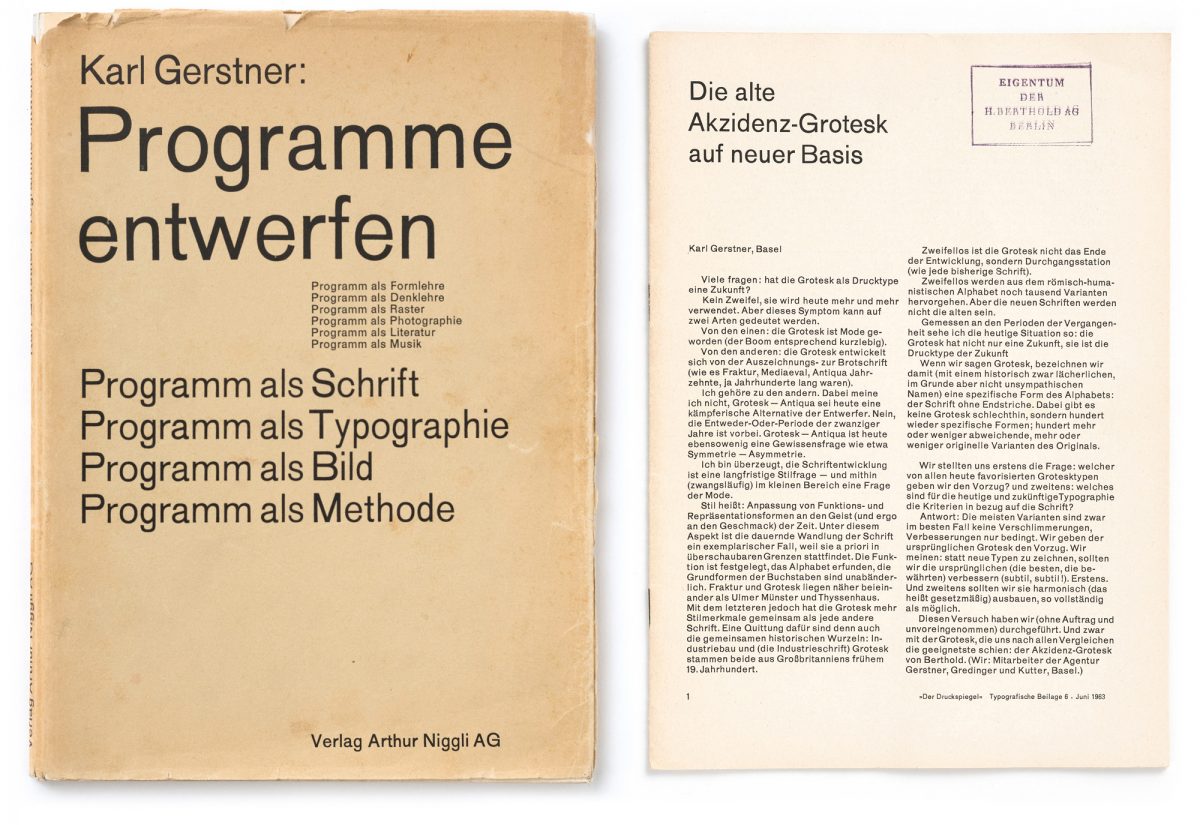 Karl Gerstner:
Programme
entwerfen
Programm als Formlehre
Programm als Denklehre
Programm als Raster
Programm als Photographie
Programm als Literatur
Programm als Musik
Programm als Schrift
Programm als Typographie
Programm als Bild
Programm als Methode
Verlag Arthur Niggli AG
Die alte
Akzidenz-Grotesk
auf neuer Basis
EIGENTUM
DER
H. BERTHOLD AG
BERLIN
Karl Gerstner, Basel
Viele fragen: hat die Grotesk als Drucktype
eine Zukunft?
Kein Zweifel, sie wird heute mehr und mehr
verwendet. Aber dieses Symptom kann auf
zwei Arten gedeutet werden.
Von den einen: die Grotesk ist Mode ge-
worden (der Boom entsprechend kurzlebig).
Von den anderen: die Grotesk entwickelt
sich von der Auszeichnungs- zur Brotschrift
(wie es Fraktur, Mediaeval, Antiqua Jahr-
zehnte, ja Jahrhunderte lang waren).
Ich gehöre zu den andern. Dabei meine
ich nicht, Grotesk — Antiqua sei heute eine
kämpferische Alternative der Entwerfer. Nein,
die Entweder-Oder-Periode der zwanziger
Jahre ist vorbei. Grotesk — Antiqua ist heute
ebensowenig eine Gewissensfrage wie etwa
Symmetrie — Asymmetrie.
Ich bin überzeugt, die Schriftentwicklung
ist eine langfristige Stilfrage — und mithin
(zwangsläufig) im kleinen Bereich eine Frage
der Mode.
Stil heißt: Anpassung von Funktions- und
Repräsentationsformen an den Geist (und ergo
an den Geschmack) der Zeit. Unter diesem
Aspekt ist die dauernde Wandlung der Schrift
ein exemplarischer Fall, weil sie a priori in
überschaubaren Grenzen stattfindet. Die Funk-
tion ist festgelegt, das Alphabet erfunden, die
Grundformen der Buchstaben sind unabänder-
lich. Fraktur und Grotesk liegen näher beiein-
ander als Ulmer Münster und Thyssenhaus.
Mit dem letzteren jedoch hat die Grotesk mehr
Stilmerkmale gemeinsam als jede andere
Schrift. Eine Quittung dafür sind denn auch
die gemeinsamen historischen Wurzeln: In-
dustriebau und (die Industrieschrift) Grotesk
stammen beide aus Großbritanniens frühem
19. Jahrhundert.
Zweifellos ist die Grotesk nicht das Ende
der Entwicklung, sondern Durchgangsstation
(wie jede bisherige Schrift).
Zweifellos werden aus dem römisch-huma-
nistischen Alphabet noch tausend Varianten
hervorgehen. Aber die neuen Schriften werden
nicht die alten sein.
Gemessen an den Perioden der Vergangen-
heit sehe ich die heutige Situation so: die
Grotesk hat nicht nur eine Zukunft, sie ist die
Drucktype der Zukunft
Wenn wir sagen Grotesk, bezeichnen wir
damit (mit einem historisch zwar lächerlichen,
im Grunde aber nicht unsympathischen
Namen) eine spezifische Form des Alphabets:
der Schrift ohne Endstriche. Dabei gibt es
keine Grotesk schlechthin, sondern hundert
wieder spezifische Formen; hundert mehr
oder weniger abweichende, mehr oder
weniger originelle Varianten des Originals.
Wir stellten uns erstens die Frage: welcher
von allen heute favorisierten Grotesktypen
geben wir den Vorzug? und zweitens: welches
sind für die heutige und zukünftige Typographie
die Kriterien in bezug auf die Schrift?
Antwort: Die meisten Varianten sind zwar
im besten Fall keine Verschlimmerungen,
Verbesserungen nur bedingt. Wir geben der
ursprünglichen Grotesk den Vorzug. Wir
meinen: statt neue Typen zu zeichnen, sollten
wir die ursprünglichen (die besten, die be-
währten) verbessern (subtil, subtil!). Erstens.
Und zweitens sollten wir sie harmonisch (das
heißt gesetzmäßig) ausbauen, so vollständig
als möglich.
Diesen Versuch haben wir (ohne Auftrag und
unvoreingenommen) durchgeführt. Und zwar
mit der Grotesk, die uns nach allen Vergleichen
die geeignetste schien: der Akzidenz-Grotesk
von Berthold. (Wir: Mitarbeiter der Agentur
Gerstner, Gredinger und Kutter, Basel.)
1
»Der Druckspiegel« Typografische Beilage 6 · Juni 1963